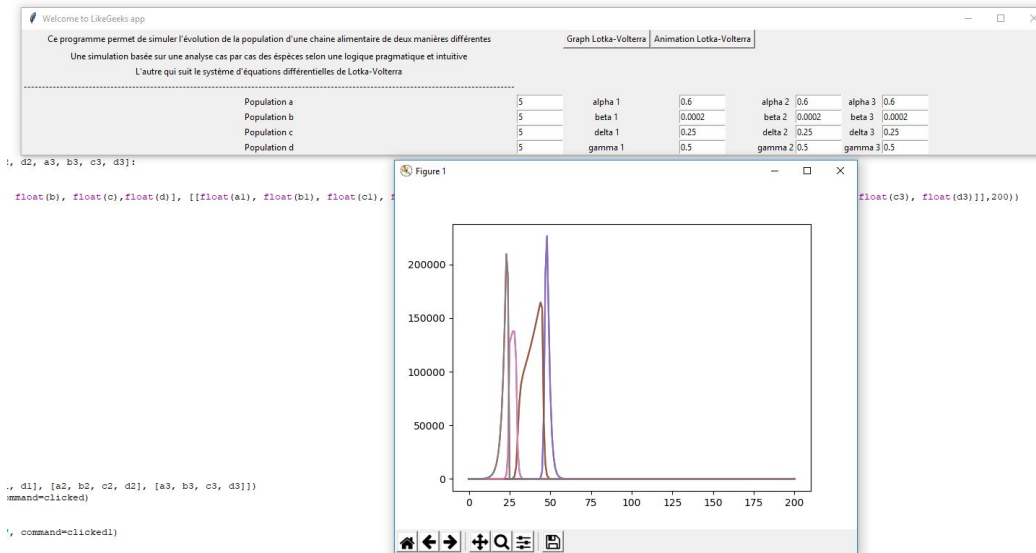 Welcome to LikeGeeks app
Ce programme permet de simuler l'évolution de la population d'une chaine alimentaire de deux manières différentes
Graph Lotka-Volterra Animation Lotka-Volterra
Une simulation basée sur une analyse cas par cas des éspèces selon une logique pragmatique et intuitive
L'autre qui suit le système d'équations différentielles de Lotka-Volterra
Population a 5 alpha 1 0.6 alpha 2 0.6 alpha 3 0.6
Population b 5 beta 1 0.0002 beta 2 0.0002 beta 3 0.0002
Population c 5 delta 1 0.25 delta 2 0.25 delta 3 0.25
Population d 5 gamma 1 0.5 gamma 2 0.5 gamma 3 0.5
, d2, a3, b3, c3, d3]:
Figure 1
float(b), float(c),float(d)], [[float(a1), float(b1), float(c1), float(c3), float(d3)]],200))
200000
150000
100000
50000
0
0 25 50 75 100 125 150 175 200
, d1], [a2, b2, c2, d2], [a3, b3, c3, d3]])
mmand=clicked)
', command=clicked1)